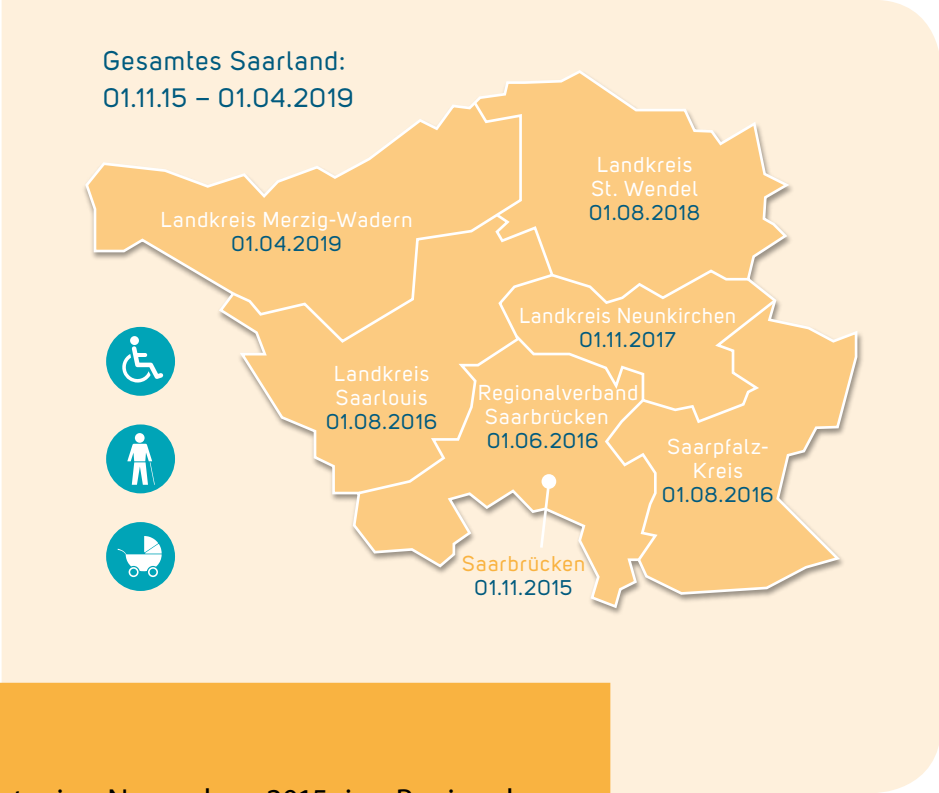 Gesamtes Saarland:
01.11.15 – 01.04.2019
Landkreis
St. Wendel
01.08.2018
Landkreis Merzig-Wadern
01.04.2019
Landkreis Neunkirchen
01.11.2017
Landkreis
Saarlouis
01.08.2016
Regionalverband
Saarbrücken
01.06.2016
Saarpfalz-
Kreis
01.08.2016
Saarbrücken
01.11.2015
November 2015